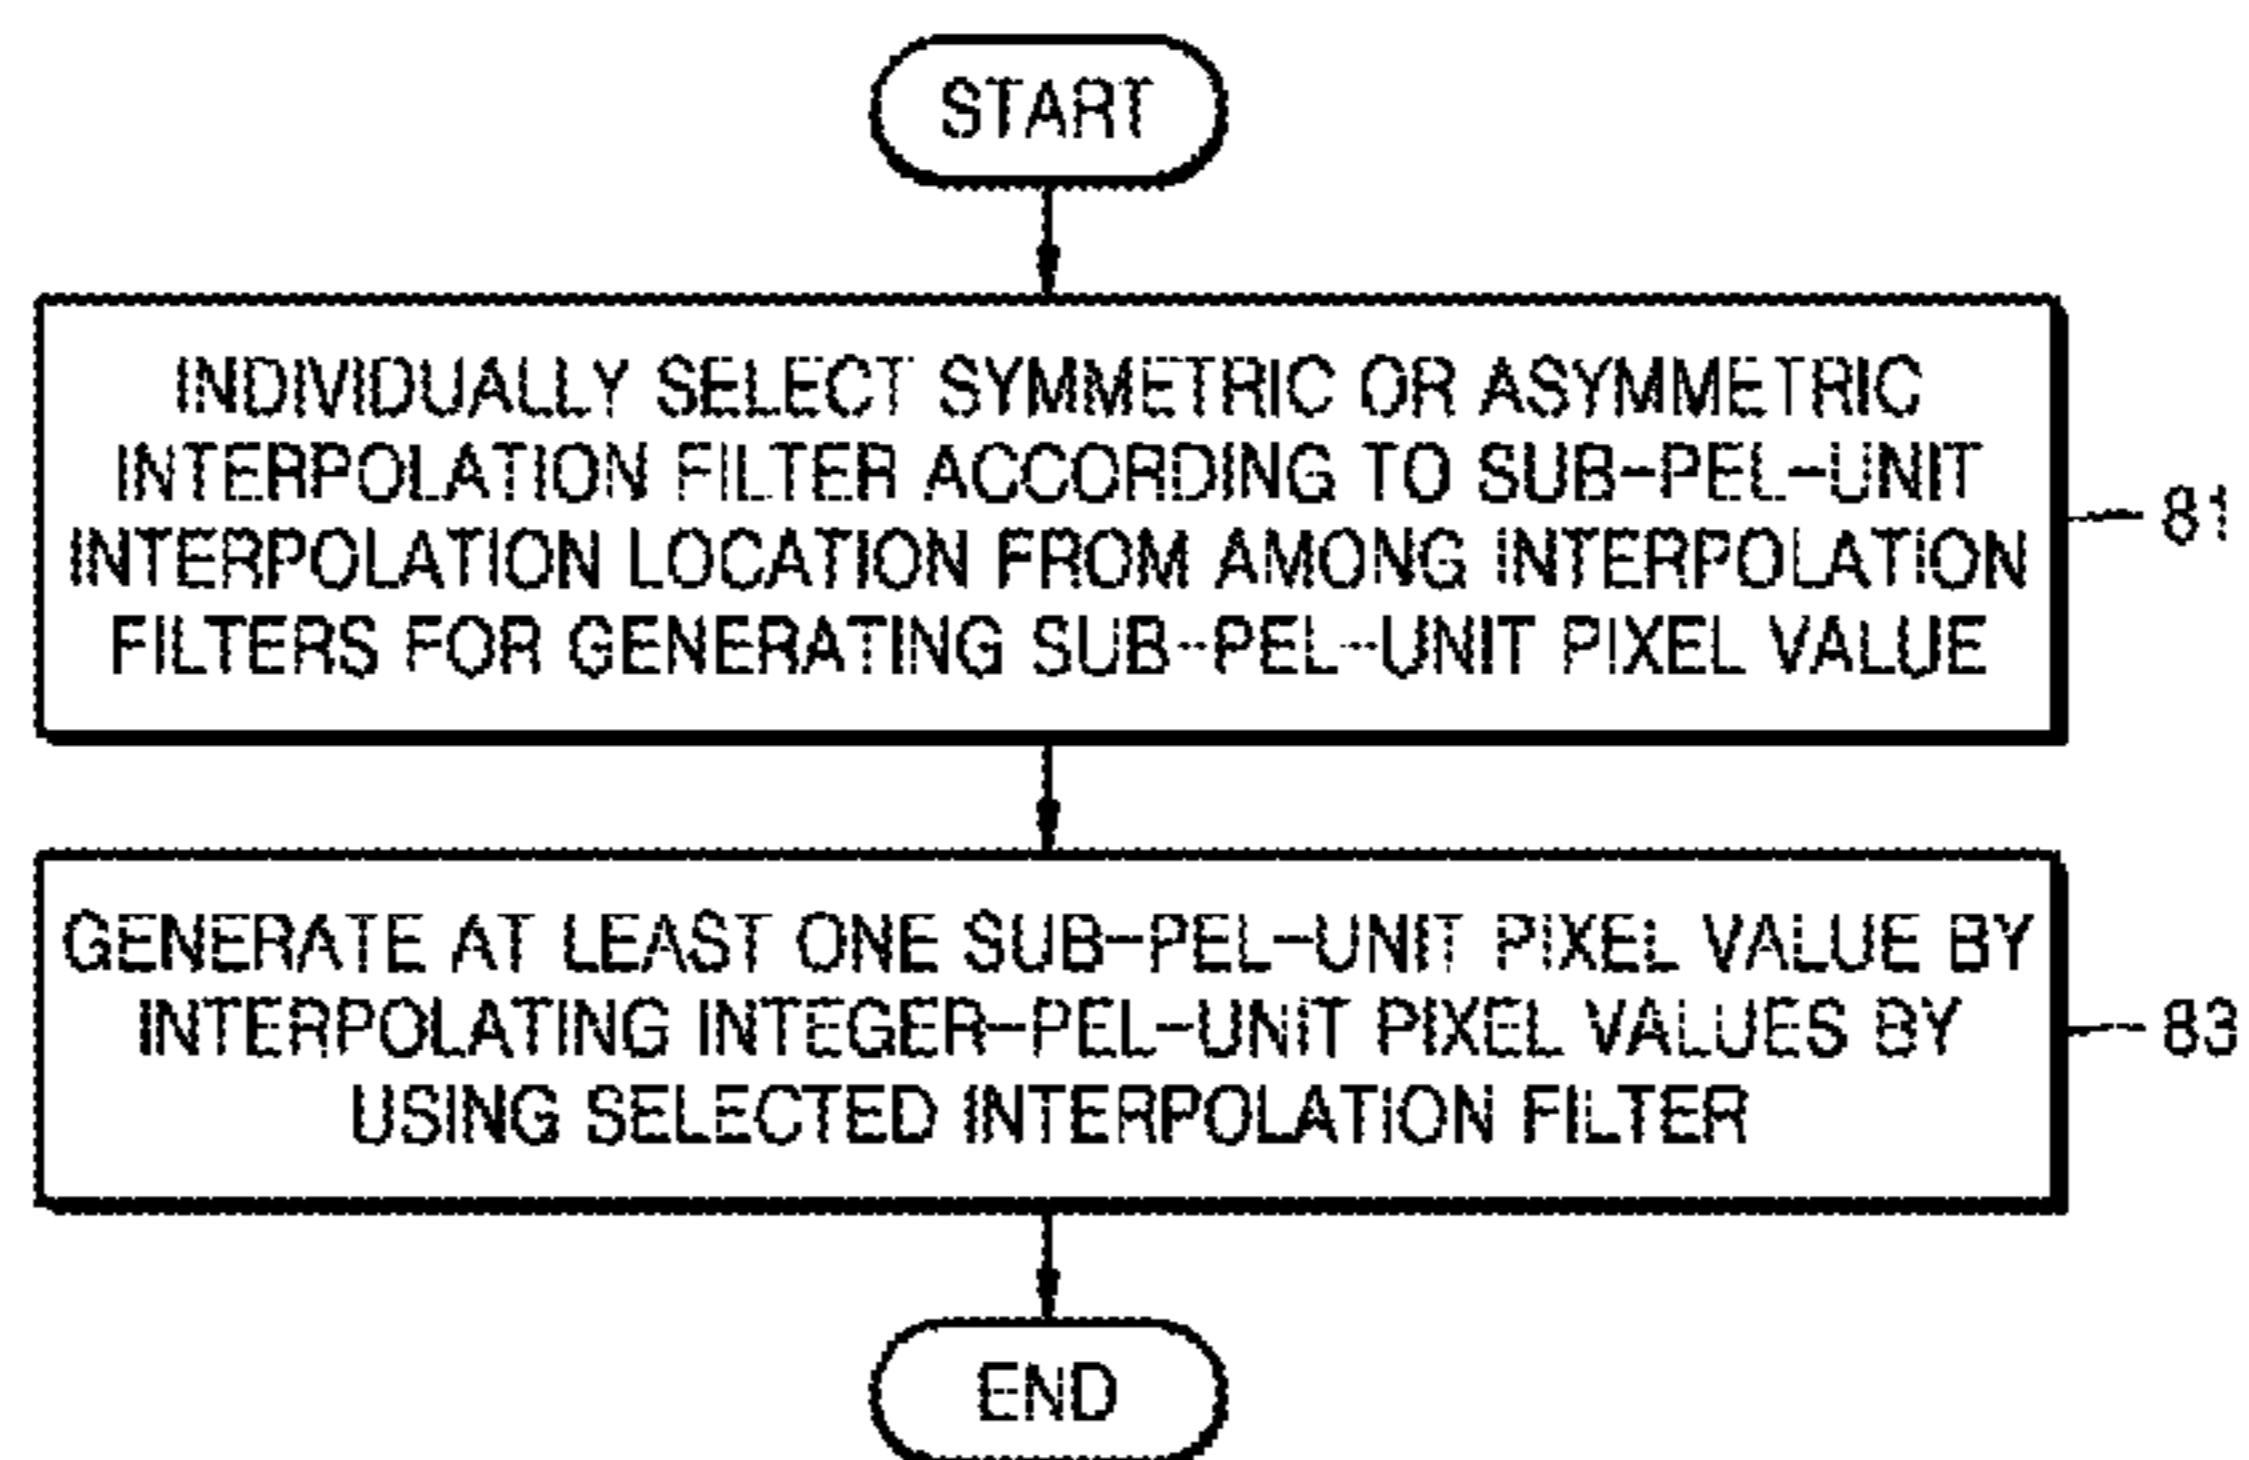 START
INDIVIDUALLY SELECT SYMMETRIC OR ASYMMETRIC
INTERPOLATION FILTER ACCORDING TO SUB-PEL-UNIT
INTERPOLATION LOCATION FROM AMONG INTERPOLATION
FILTERS FOR GENERATING SUB-PEL-UNIT PIXEL VALUE
81
GENERATE AT LEAST ONE SUB-PEL-UNIT PIXEL VALUE BY
INTERPOLATING INTEGER-PEL-UNIT PIXEL VALUES BY
USING SELECTED INTERPOLATION FILTER
83
END